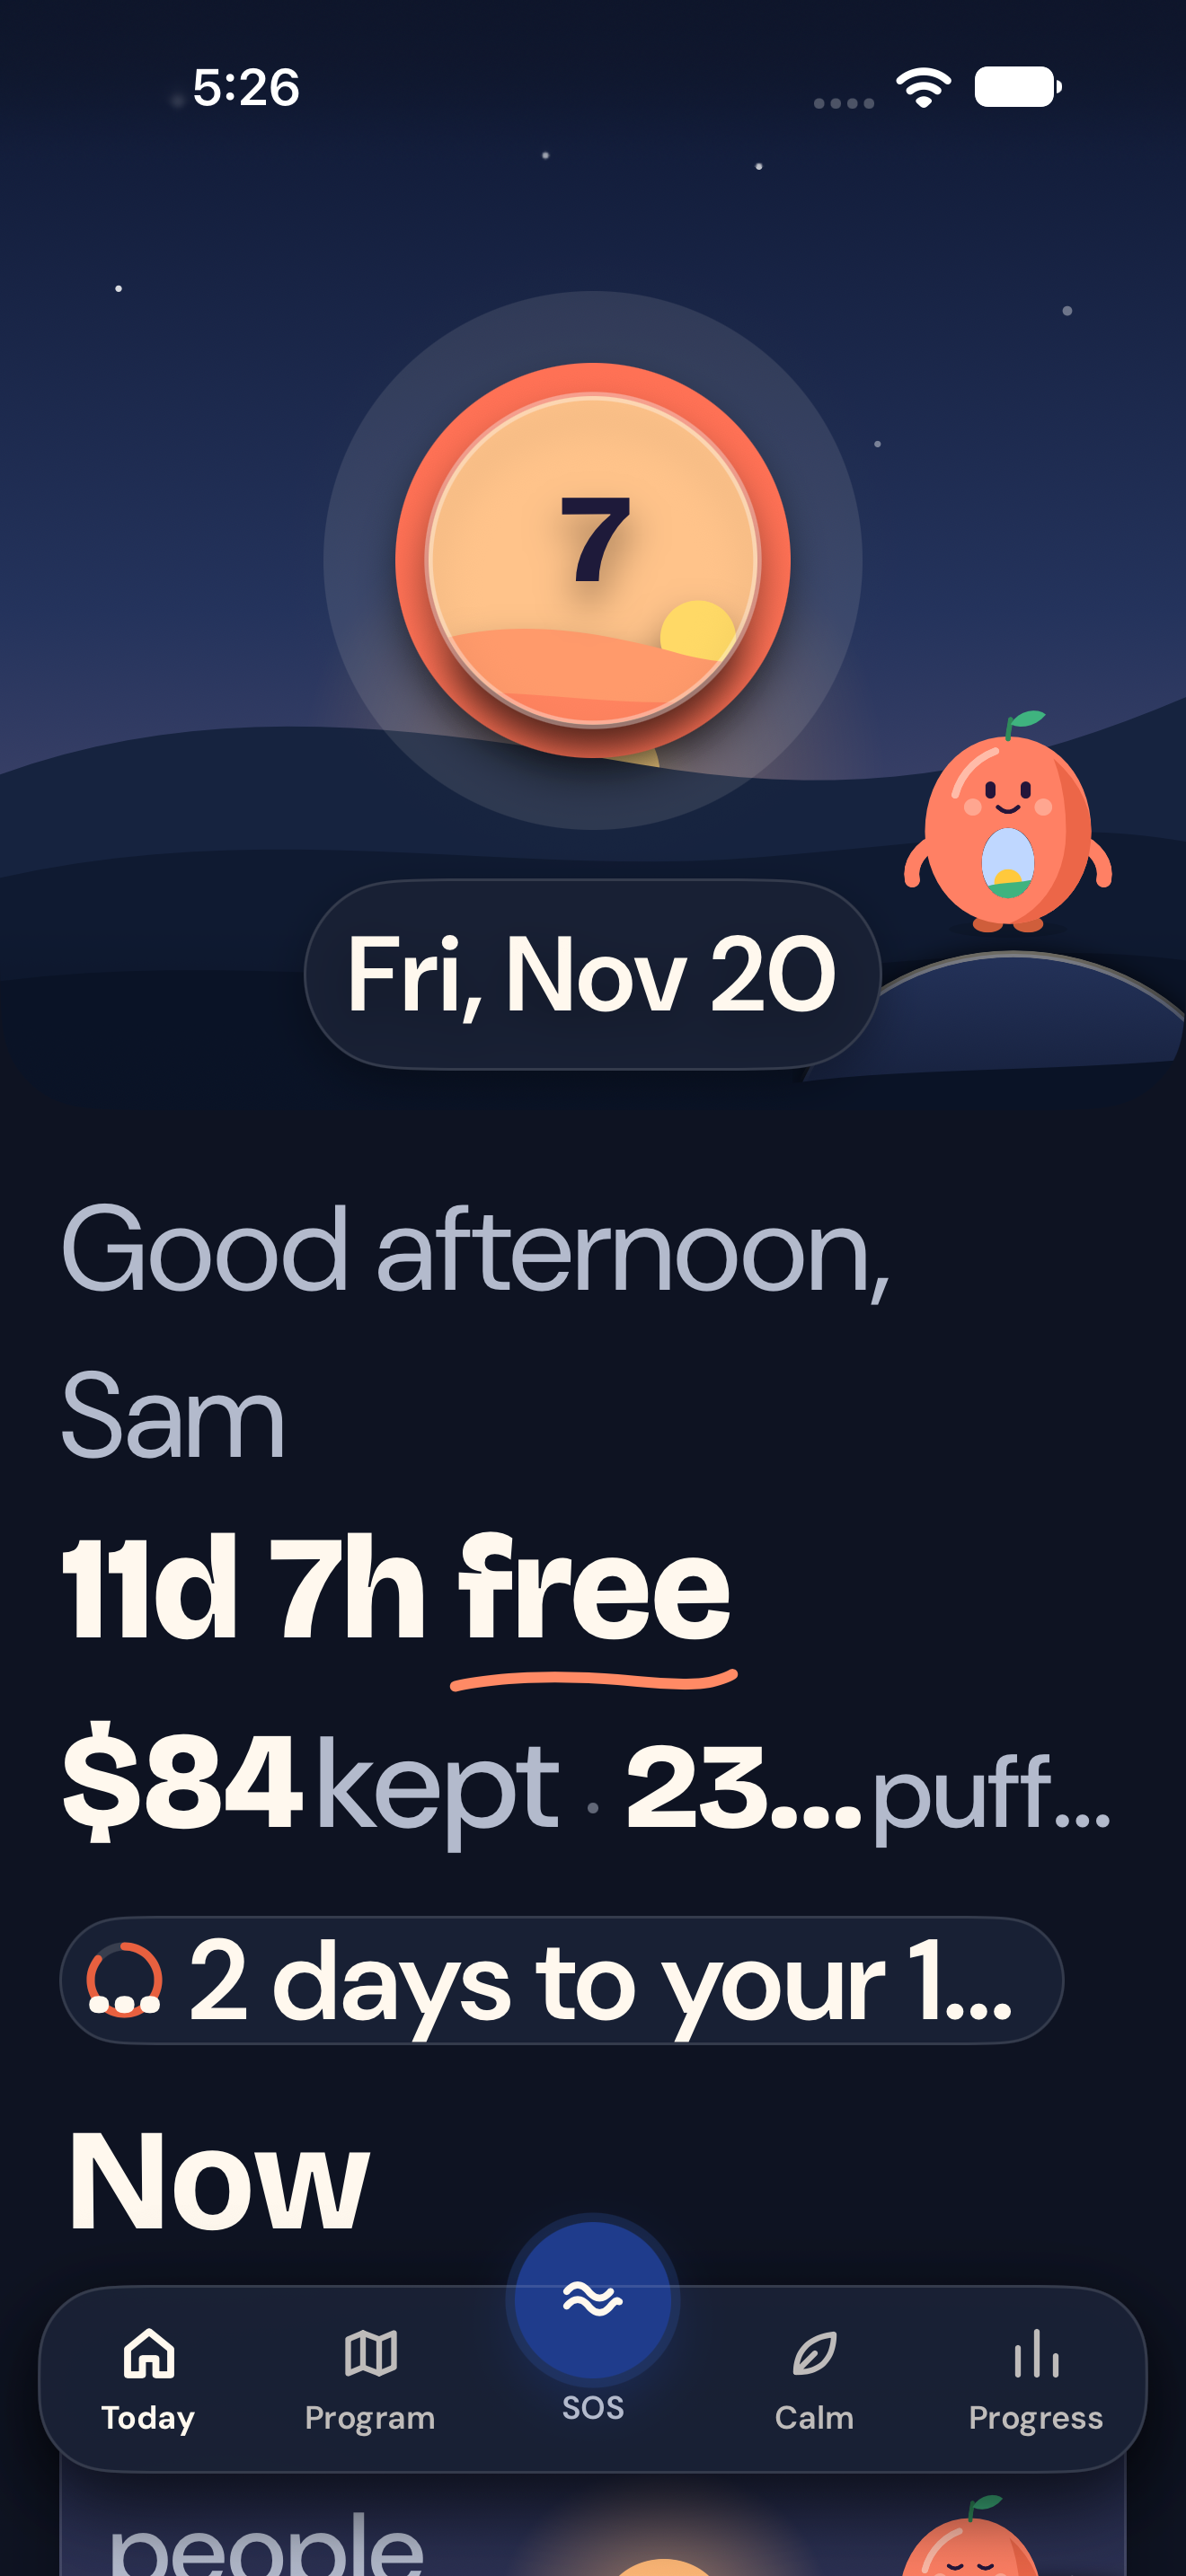 5:26
7
Fri, Nov 20
Good afternoon,
Sam
11d 7h free
$84 kept · 23... puff...
... 2 days to your 1...
Now
Today
Program
SOS
Calm
Progress
people